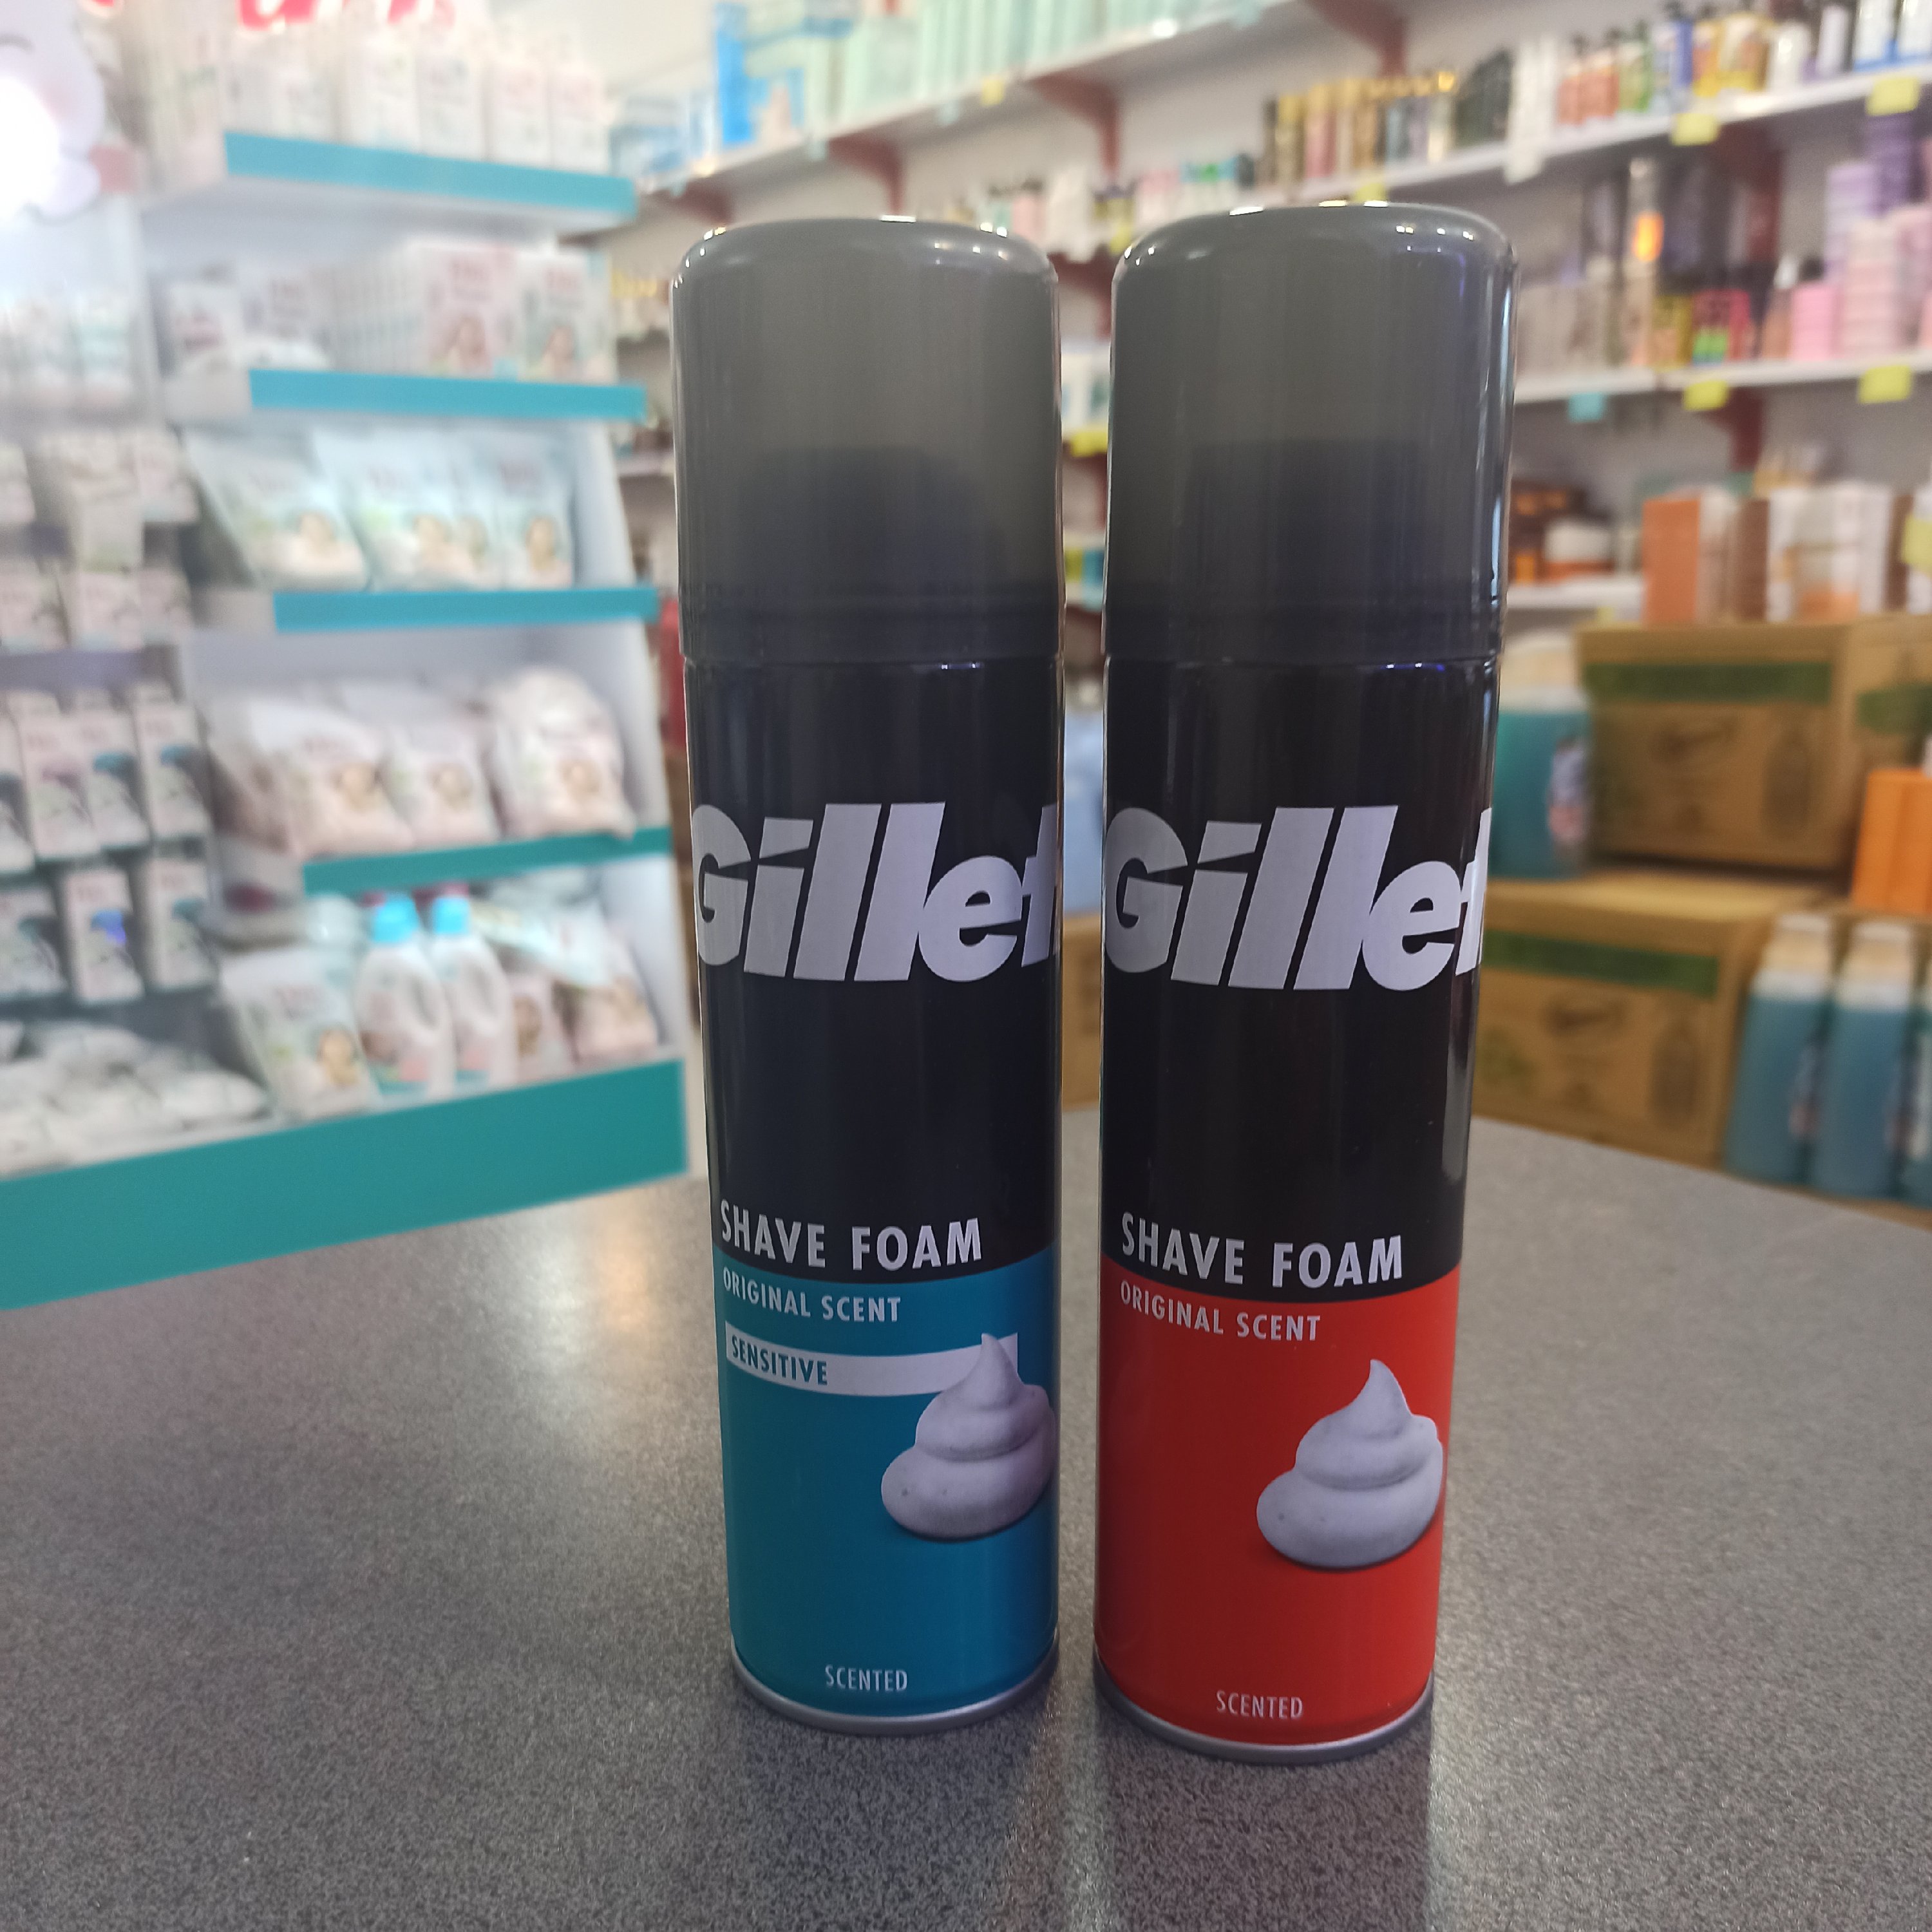 Gillet
SHAVE FOAM
ORIGINAL SCENT
SENSITIVE
SCENTED
Gillet
SHAVE FOAM
ORIGINAL SCENT
SCENTED